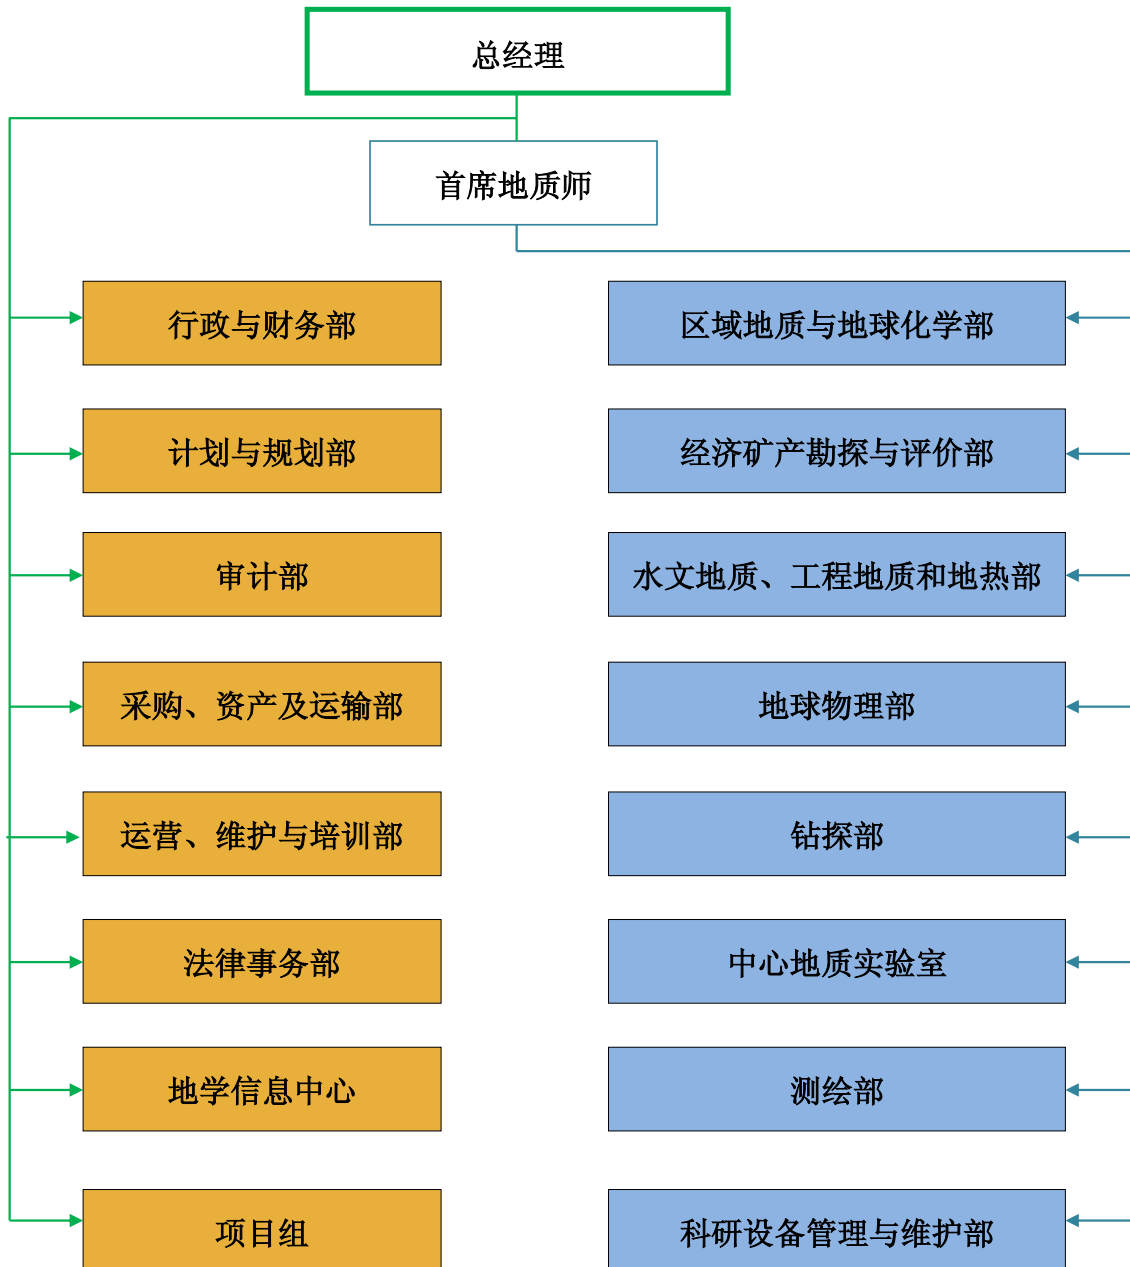 总经理
首席地质师
行政与财务部
区域地质与地球化学部
计划与规划部
经济矿产勘探与评价部
审计部
水文地质、工程地质和地热部
采购、资产及运输部
地球物理部
运营、维护与培训部
钻探部
法律事务部
中心地质实验室
地学信息中心
测绘部
项目组
科研设备管理与维护部